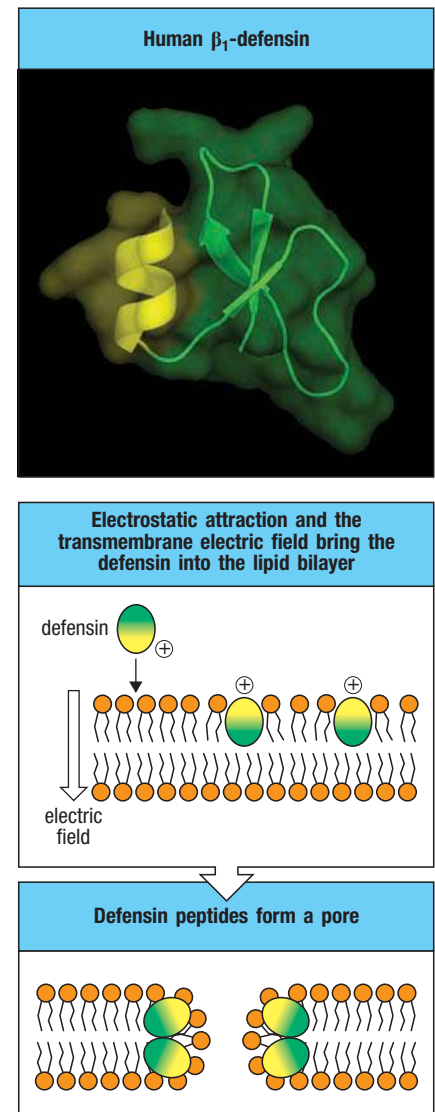 Human β₁-defensin
Electrostatic attraction and the
transmembrane electric field bring the
defensin into the lipid bilayer
defensin
+
+
+
electric
field
Defensin peptides form a pore